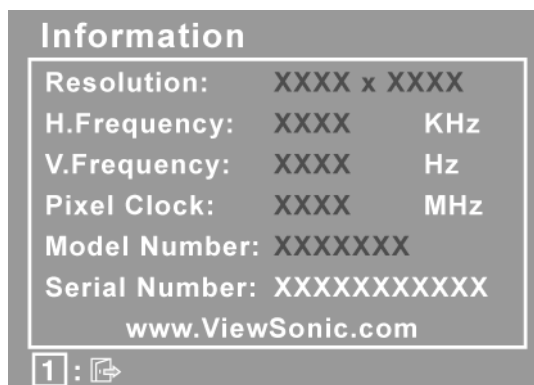 Information
Resolution: XXXX x XXXX
H.Frequency: XXXX KHz
V.Frequency: XXXX Hz
Pixel Clock: XXXX MHz
Model Number: XXXXXXX
Serial Number: XXXXXXXXXXX
www.ViewSonic.com
1 :